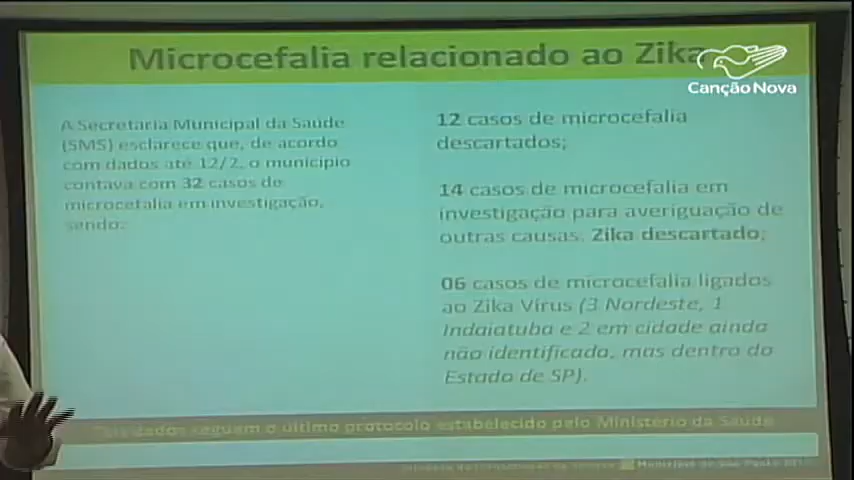 Microcefalia relacionado ao Zika
Canção Nova
A Secretaria Municipal da Saúde
(SMS) esclarece que, de acordo
com dados até 12/2, o município
contava com 32 casos de
microcefalia em investigação,
sendo:
12 casos de microcefalia
descartados;
14 casos de microcefalia em
investigação para averiguação de
outras causas. Zika descartado;
06 casos de microcefalia ligados
ao Zika Vírus (3 Nordeste, 1
Indaiatuba e 2 em cidade ainda
não identificada, mas dentro do
Estado de SP).
dados seguem o último protocolo estabelecido pelo Ministério da Saúde